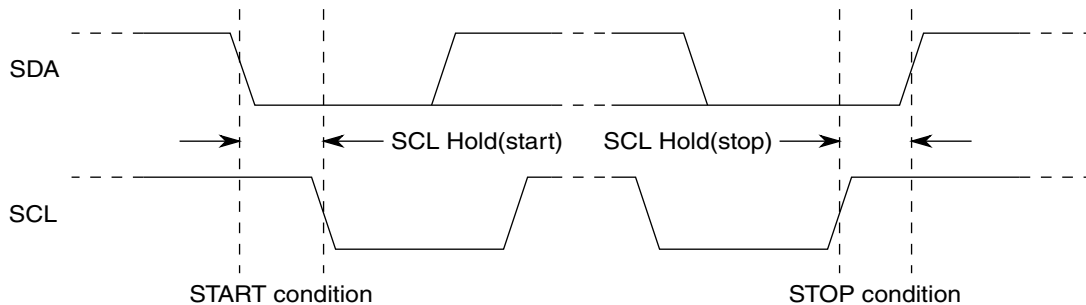 SDA
SCL Hold(start)
SCL Hold(stop)
SCL
START condition
STOP condition